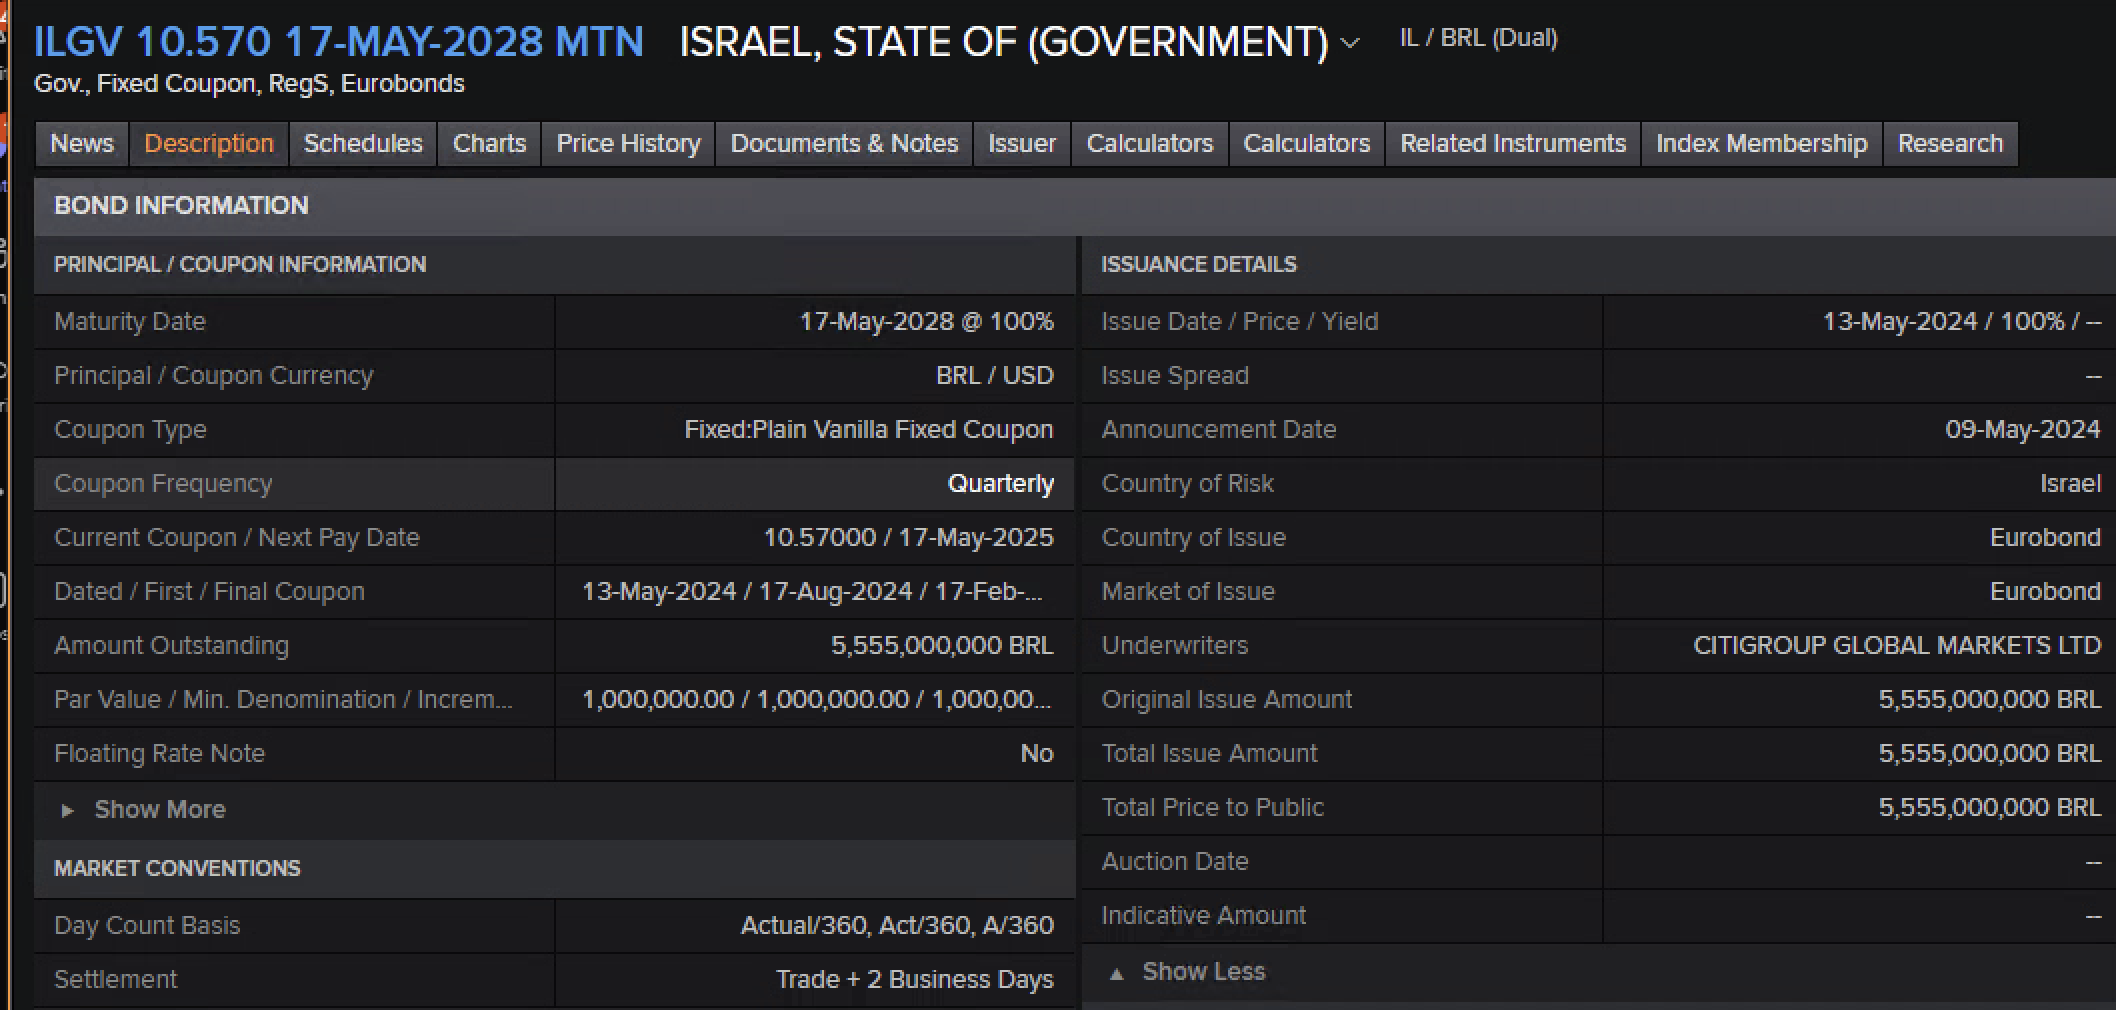 ILGV 10.570 17-MAY-2028 MTN ISRAEL, STATE OF (GOVERNMENT) IL / BRL (Dual)
Gov., Fixed Coupon, RegS, Eurobonds
News Description Schedules Charts Price History Documents & Notes Issuer Calculators Calculators Related Instruments Index Membership Research
BOND INFORMATION
PRINCIPAL / COUPON INFORMATION
Maturity Date 17-May-2028 @ 100%
Principal / Coupon Currency BRL / USD
Coupon Type Fixed:Plain Vanilla Fixed Coupon
Coupon Frequency Quarterly
Current Coupon / Next Pay Date 10.57000 / 17-May-2025
Dated / First / Final Coupon 13-May-2024 / 17-Aug-2024 / 17-Feb-...
Amount Outstanding 5,555,000,000 BRL
Par Value / Min. Denomination / Increm... 1,000,000.00 / 1,000,000.00 / 1,000,00...
Floating Rate Note No
► Show More
MARKET CONVENTIONS
Day Count Basis Actual/360, Act/360, A/360
Settlement Trade + 2 Business Days
ISSUANCE DETAILS
Issue Date / Price / Yield 13-May-2024 / 100% / --
Issue Spread --
Announcement Date 09-May-2024
Country of Risk Israel
Country of Issue Eurobond
Market of Issue Eurobond
Underwriters CITIGROUP GLOBAL MARKETS LTD
Original Issue Amount 5,555,000,000 BRL
Total Issue Amount 5,555,000,000 BRL
Total Price to Public 5,555,000,000 BRL
Auction Date --
Indicative Amount --
▲ Show Less